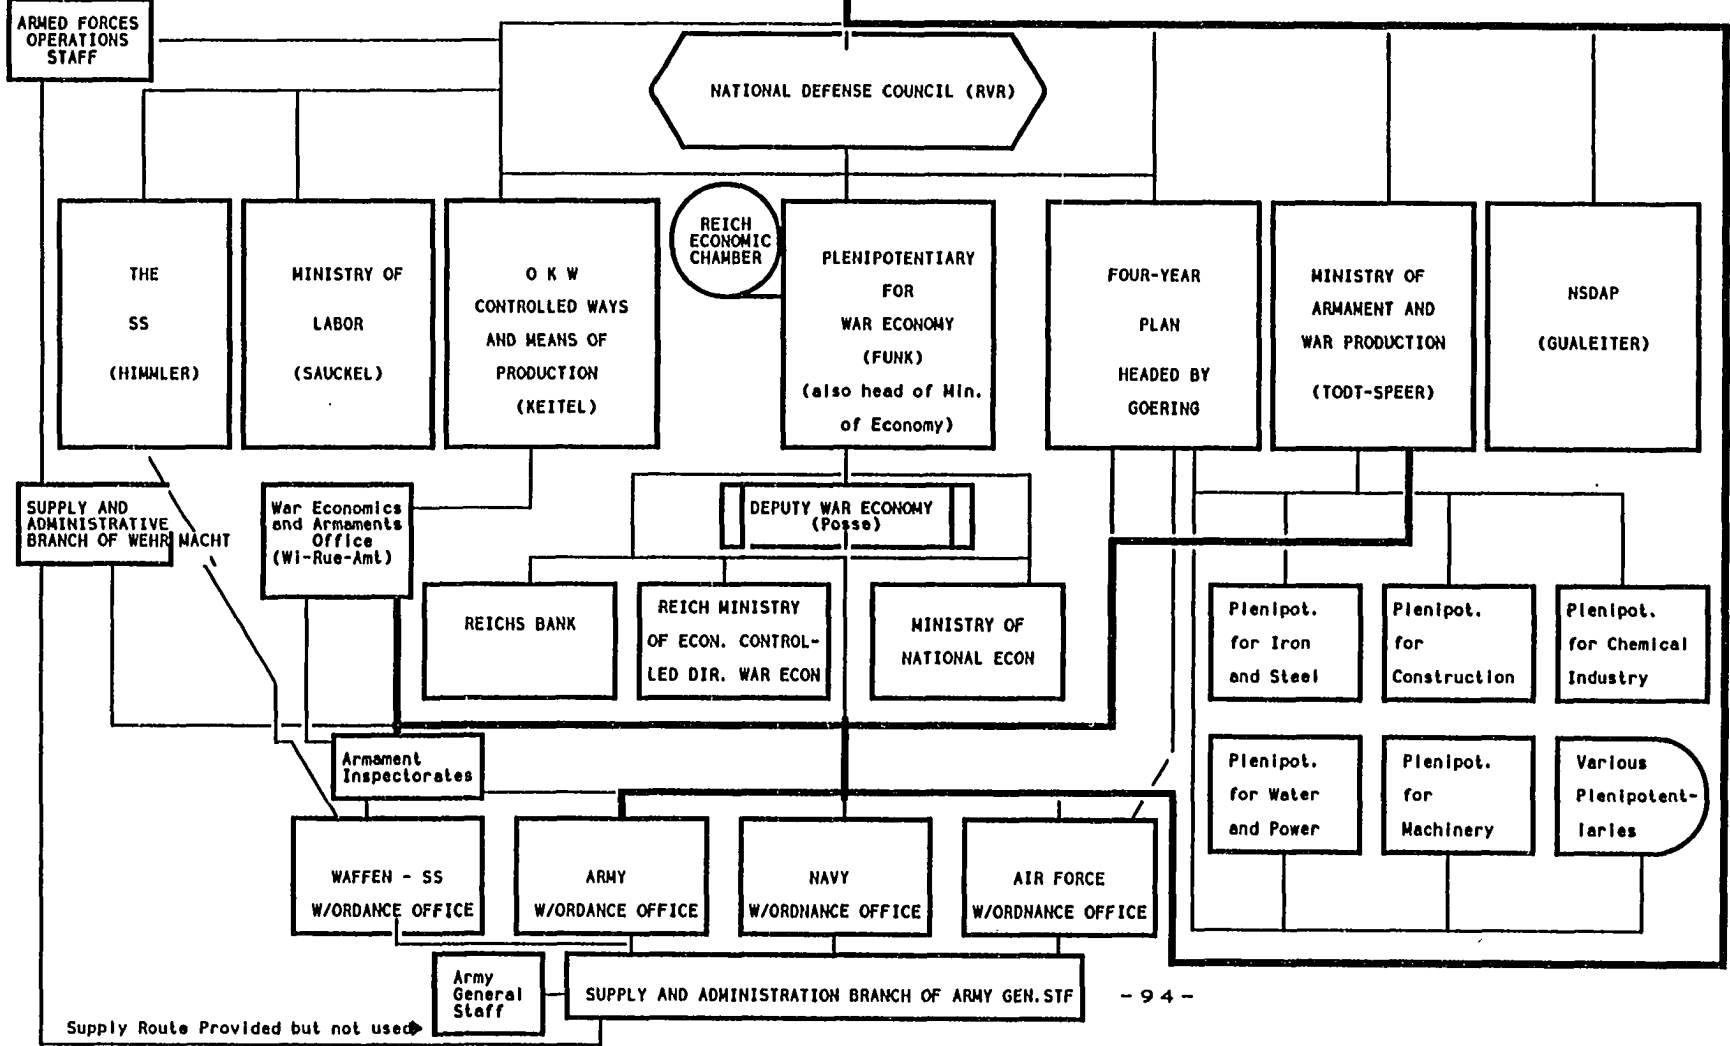 ARMED FORCES
OPERATIONS
STAFF
NATIONAL DEFENSE COUNCIL (RVR)
THE
SS
(HIMMLER)
MINISTRY OF
LABOR
(SAUCKEL)
O K W
CONTROLLED WAYS
AND MEANS OF
PRODUCTION
(KEITEL)
REICH
ECONOMIC
CHAMBER
PLENIPOTENTIARY
FOR
WAR ECONOMY
(FUNK)
(also head of Min.
of Economy)
FOUR-YEAR
PLAN
HEADED BY
GOERING
MINISTRY OF
ARMAMENT AND
WAR PRODUCTION
(TODT-SPEER)
NSDAP
(GUALEITER)
SUPPLY AND
ADMINISTRATIVE
BRANCH OF WEHR MACHT
War Economics
and Armaments
Office
(Wi-Rue-Amt)
DEPUTY WAR ECONOMY
(Posse)
REICHS BANK
REICH MINISTRY
OF ECON. CONTROL-
LED DIR. WAR ECON
MINISTRY OF
NATIONAL ECON
Plenipot.
for Iron
and Steel
Plenipot.
for
Construction
Plenipot.
for Chemical
Industry
Armament
Inspectorates
Plenipot.
for Water
and Power
Plenipot.
for
Machinery
Various
Plenipotent-
iaries
WAFFEN - SS
W/ORDANCE OFFICE
ARMY
W/ORDANCE OFFICE
NAVY
W/ORDNANCE OFFICE
AIR FORCE
W/ORDNANCE OFFICE
Army
General
Staff
SUPPLY AND ADMINISTRATION BRANCH OF ARMY GEN.STF
-94-
Supply Route Provided but not used